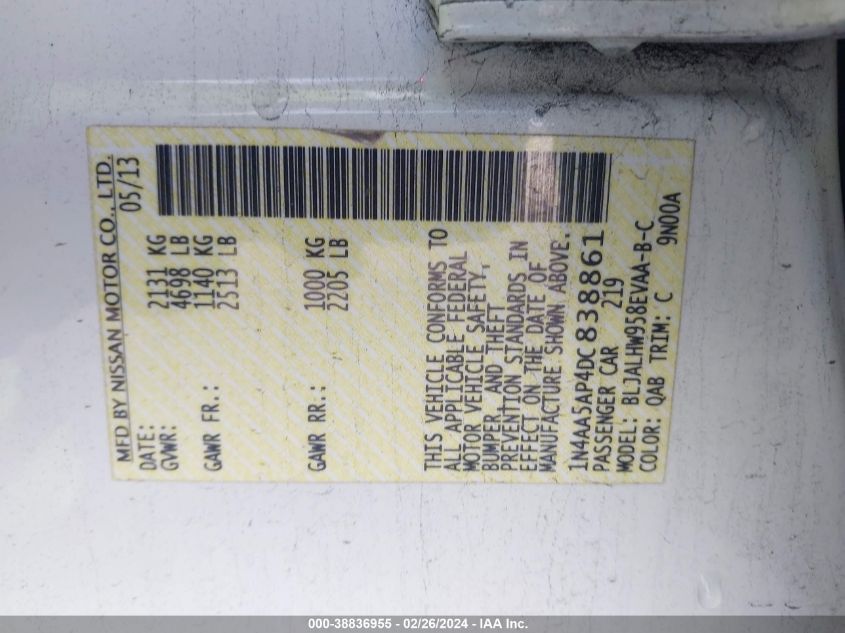 MFD BY NISSAN MOTOR CO., LTD.
DATE: 05/13
GVWR: 2131 KG
4698 LB
GAWR FR.: 1140 KG
2513 LB
GAWR RR.: 1000 KG
2205 LB
THIS VEHICLE CONFORMS TO
ALL APPLICABLE FEDERAL
MOTOR VEHICLE SAFETY,
BUMPER, AND THEFT
PREVENTION STANDARDS IN
EFFECT ON THE DATE OF
MANUFACTURE SHOWN ABOVE.
1N4AA5AP4DC838861
PASSENGER CAR 219
MODEL: BLJALHW958EVAA-B-C
COLOR: QAB TRIM: C 9N00A
000-38836955 - 02/26/2024 - IAA Inc.